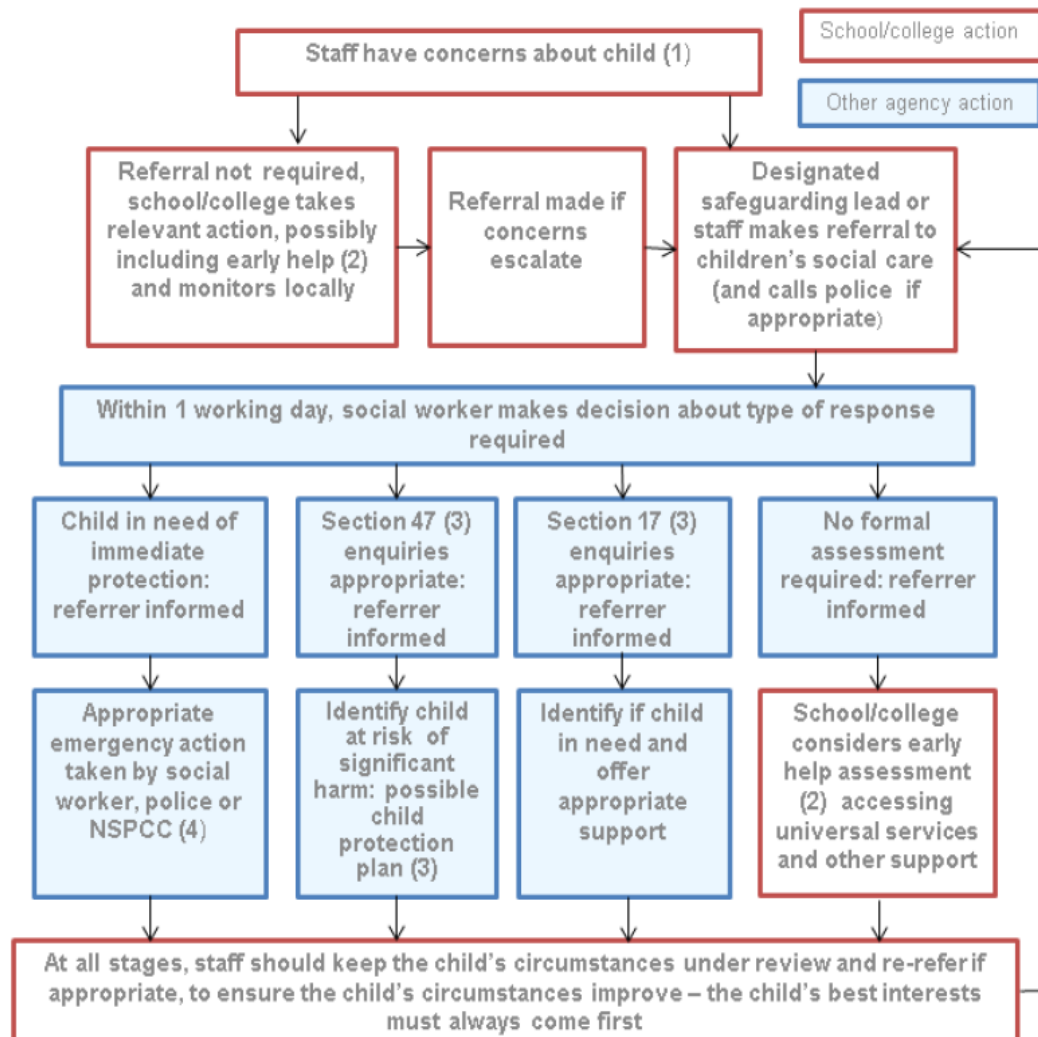 School/college action
Staff have concerns about child (1)
Other agency action
Referral not required,
school/college takes
relevant action, possibly
including early help (2)
and monitors locally
Referral made if
concerns
escalate
Designated
safeguarding lead or
staff makes referral to
children's social care
(and calls police if
appropriate)
Within 1 working day, social worker makes decision about type of response
required
Child in need of
immediate
protection:
referrer informed
Section 47 (3)
enquiries
appropriate:
referrer
informed
Section 17 (3)
enquiries
appropriate:
referrer
informed
No formal
assessment
required: referrer
informed
Appropriate
emergency action
taken by social
worker, police or
NSPCC (4)
Identify child
at risk of
significant
harm: possible
child
protection
plan (3)
Identify if child
in need and
offer
appropriate
support
School/college
considers early
help assessment
(2) accessing
universal services
and other support
At all stages, staff should keep the child's circumstances under review and re-refer if
appropriate, to ensure the child's circumstances improve – the child's best interests
must always come first